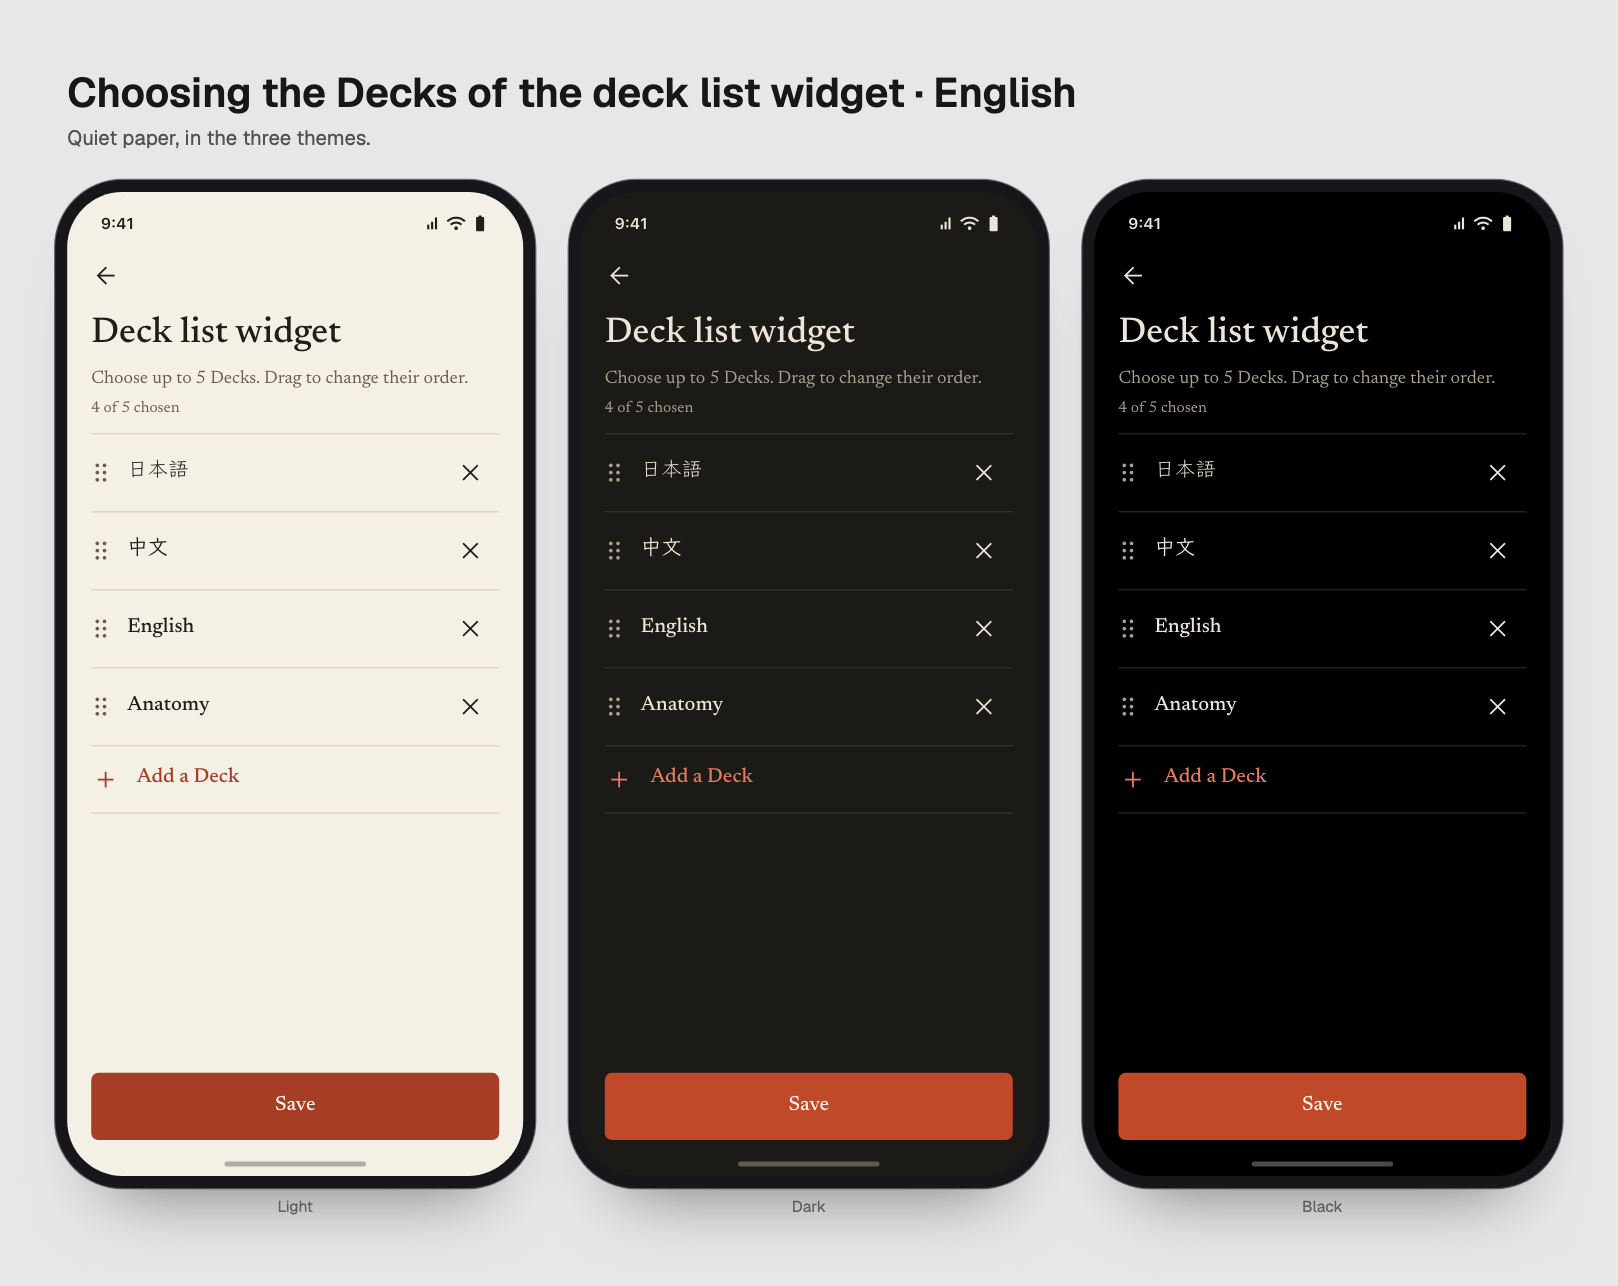 Choosing the Decks of the deck list widget · English
Quiet paper, in the three themes.
9:41
Deck list widget
Choose up to 5 Decks. Drag to change their order.
4 of 5 chosen
日本語
中文
English
Anatomy
Add a Deck
Save
Light
9:41
Deck list widget
Choose up to 5 Decks. Drag to change their order.
4 of 5 chosen
日本語
中文
English
Anatomy
Add a Deck
Save
Dark
9:41
Deck list widget
Choose up to 5 Decks. Drag to change their order.
4 of 5 chosen
日本語
中文
English
Anatomy
Add a Deck
Save
Black